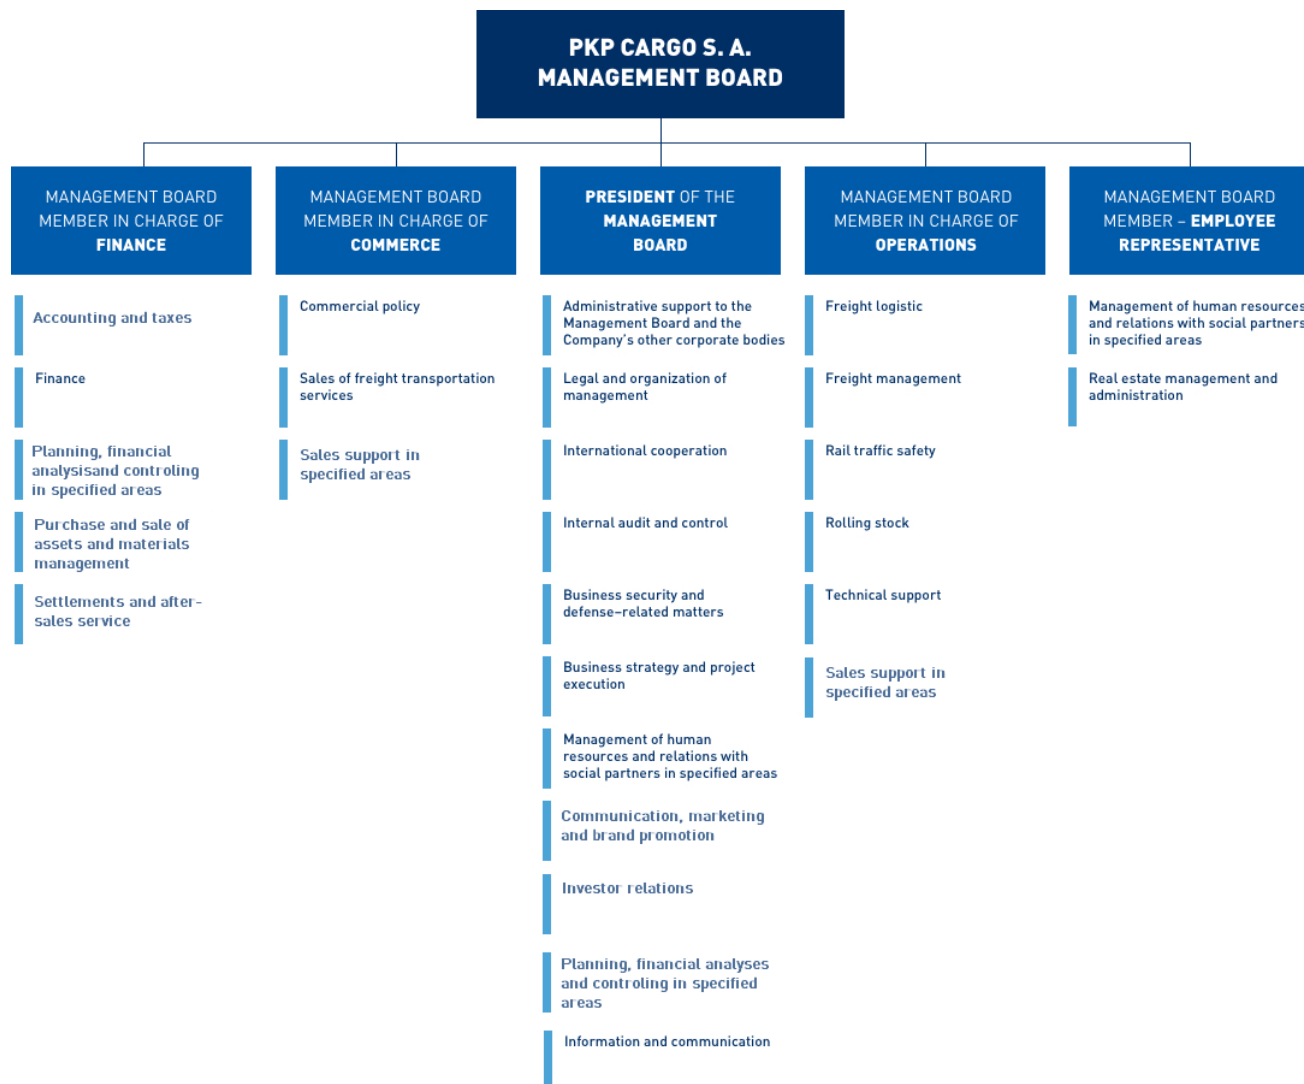 PKP CARGO S. A.
MANAGEMENT BOARD
MANAGEMENT BOARD
MEMBER IN CHARGE OF
FINANCE
Accounting and taxes
Finance
Planning, financial
analysisand controling
in specified areas
Purchase and sale of
assets and materials
management
Settlements and after-
sales service
MANAGEMENT BOARD
MEMBER IN CHARGE OF
COMMERCE
Commercial policy
Sales of freight transportation
services
Sales support in
specified areas
PRESIDENT OF THE
MANAGEMENT
BOARD
Administrative support to the
Management Board and the
Company's other corporate bodies
Legal and organization of
management
International cooperation
Internal audit and control
Business security and
defense–related matters
Business strategy and project
execution
Management of human
resources and relations with
social partners in specified areas
Communication, marketing
and brand promotion
Investor relations
Planning, financial analyses
and controling in specified
areas
Information and communication
MANAGEMENT BOARD
MEMBER IN CHARGE OF
OPERATIONS
Freight logistic
Freight management
Rail traffic safety
Rolling stock
Technical support
Sales support in
specified areas
MANAGEMENT BOARD
MEMBER – EMPLOYEE
REPRESENTATIVE
Management of human resources
and relations with social partners
in specified areas
Real estate management and
administration